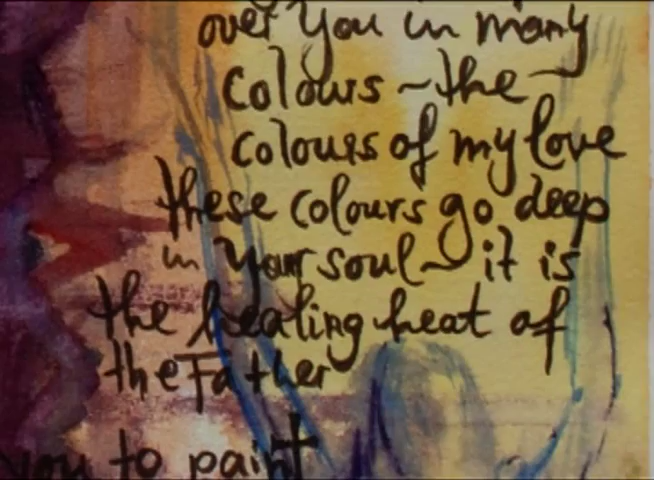 over you in many
colours ~ the
colours of my love
these colours go deep
in your soul ~ it is
the healing heat of
the Father
you to paint